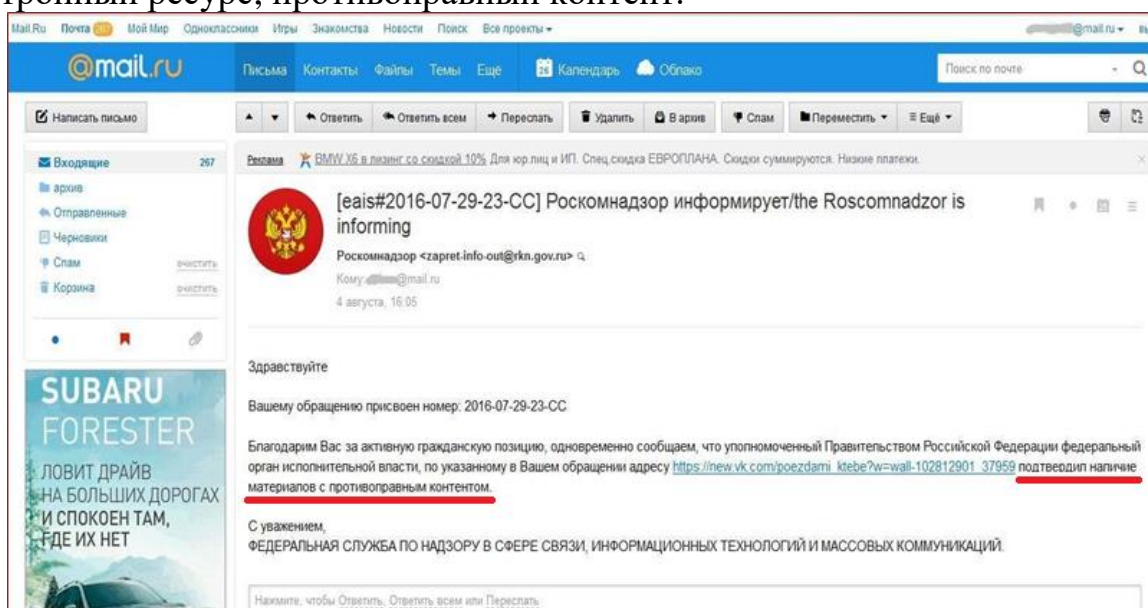 ресурс, противоправный контент.
Mail.Ru Почта Мой Мир Одноклассники Игры Знакомства Новости Поиск Все проекты @mail.ru
@mail.ru Письма Контакты Файлы Темы Ещё 26 Календарь Облако Поиск по почте
Написать письмо Ответить Ответить всем Переслать Удалить В архив Спам Переместить Ещё
Входящие 267
архив
Отправленные
Черновики
Спам очистить
Корзина очистить
Реклама BMW X6 в лизинг со скидкой 10% Для юр.лиц и ИП. Спец.скидка ЕВРОПЛАНА. Скидки суммируются. Низкие платежи.
[eais#2016-07-29-23-CC] Роскомнадзор информирует/the Roscomnadzor is
informing
Роскомнадзор <zapret-info-out@rkn.gov.ru>
Кому: @mail.ru
4 августа, 16:05
Здравствуйте
Вашему обращению присвоен номер: 2016-07-29-23-CC
Благодарим Вас за активную гражданскую позицию, одновременно сообщаем, что уполномоченный Правительством Российской Федерации федеральный
орган исполнительной власти, по указанному в Вашем обращении адресу https://new.vk.com/poezdami_ktebe?w=wall-102812901_37959 подтвердил наличие
материалов с противоправным контентом.
С уважением,
ФЕДЕРАЛЬНАЯ СЛУЖБА ПО НАДЗОРУ В СФЕРЕ СВЯЗИ, ИНФОРМАЦИОННЫХ ТЕХНОЛОГИЙ И МАССОВЫХ КОММУНИКАЦИЙ.
Нажмите, чтобы Ответить, Ответить всем или Переслать
SUBARU
FORESTER
ЛОВИТ ДРАЙВ
НА БОЛЬШИХ ДОРОГАХ
И СПОКОЕН ТАМ,
ГДЕ ИХ НЕТ